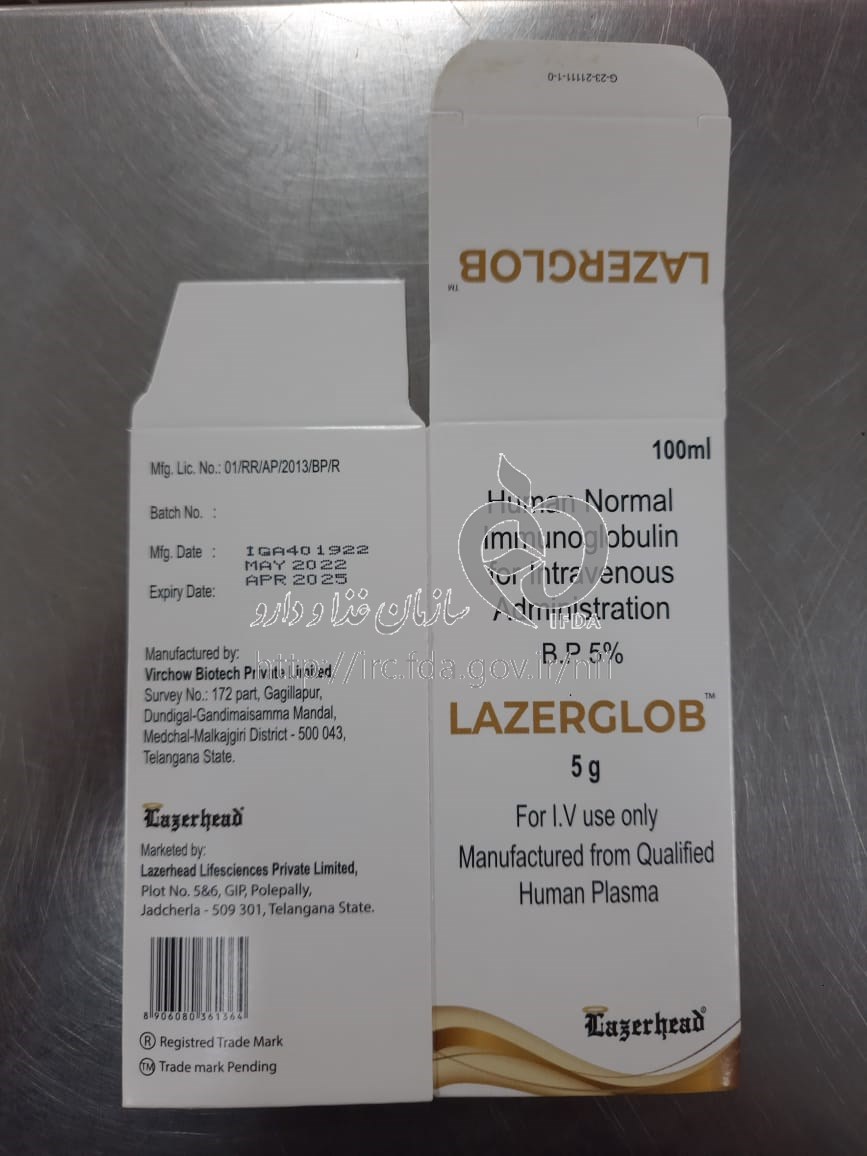 G-23-21111-1-0
LAZERGLOB™
Mfg. Lic. No.: 01/RR/AP/2013/BP/R
Batch No. :
Mfg. Date :
Expiry Date:
IGA401922
MAY 2022
APR 2025
Manufactured by:
Virchow Biotech Private Limited,
Survey No.: 172 part, Gagillapur,
Dundigal-Gandimaisamma Mandal,
Medchal-Malkajgiri District - 500 043,
Telangana State.
Lazerhead®
Marketed by:
Lazerhead Lifesciences Private Limited,
Plot No. 5&6, GIP, Polepally,
Jadcherla - 509 301, Telangana State.
8 906080 361364
® Registred Trade Mark
TM Trade mark Pending
100ml
Human Normal
Immunoglobulin
for Intravenous
Administration
B.P 5%
LAZERGLOB™
5 g
For I.V use only
Manufactured from Qualified
Human Plasma
Lazerhead®
IFDA
سازمان غذا و دارو
http://irc.fda.gov.ir/nfi